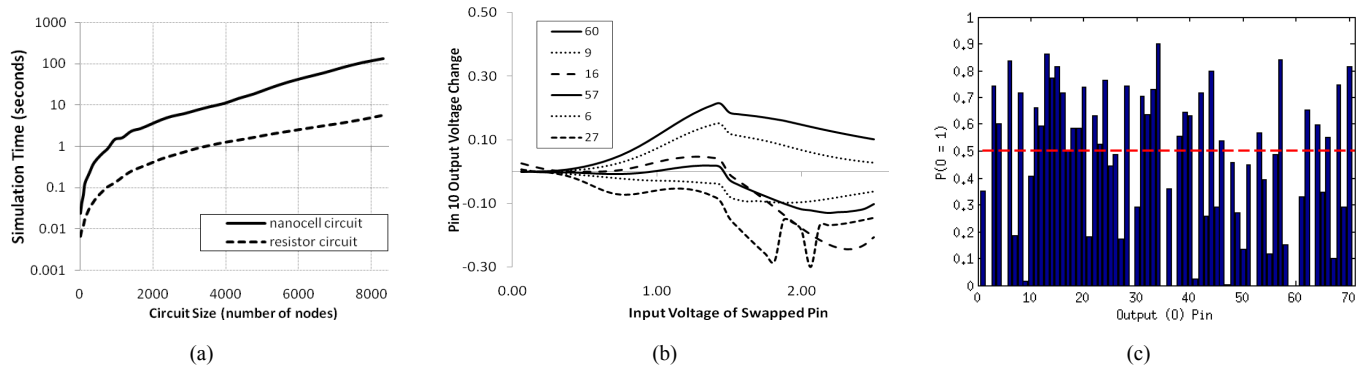 1000
100
10
1
0.1
0.01
0.001
Simulation Time (seconds)
nanocell circuit
resistor circuit
0 2000 4000 6000 8000
Circuit Size (number of nodes)
(a)
0.50
0.30
0.10
-0.10
-0.30
Pin 10 Output Voltage Change
60
9
16
57
6
27
0.06 1.00 2.00
Input Voltage of Swapped Pin
(b)
1
0.9
0.8
0.7
0.6
0.5
0.4
0.3
0.2
0.1
0
P(O = 1)
0 10 20 30 40 50 60 70
Output (O) Pin
(c)